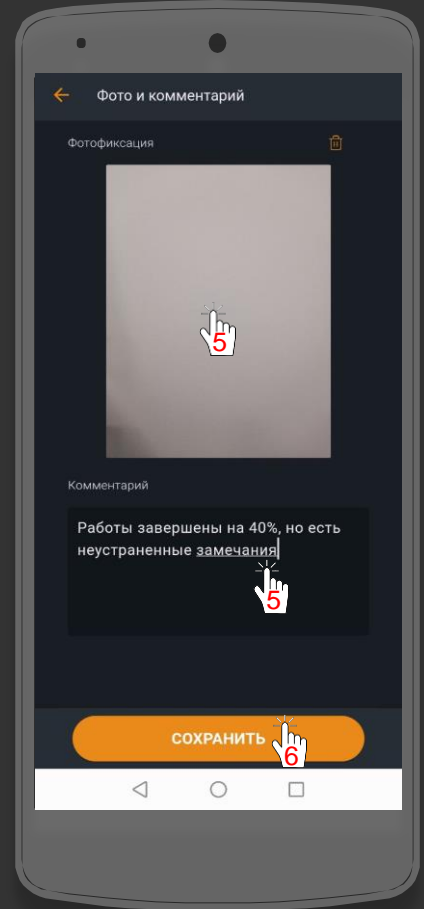 Фото и комментарий
Фотофиксация
5
Комментарий
Работы завершены на 40%, но есть
неустраненные замечания
5
СОХРАНИТЬ
6